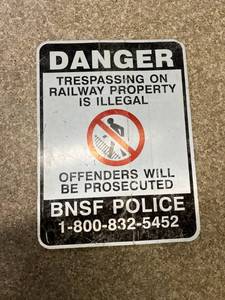 DANGER
TRESPASSING ON
RAILWAY PROPERTY
IS ILLEGAL
OFFENDERS WILL
BE PROSECUTED
BNSF POLICE
1-800-832-5452